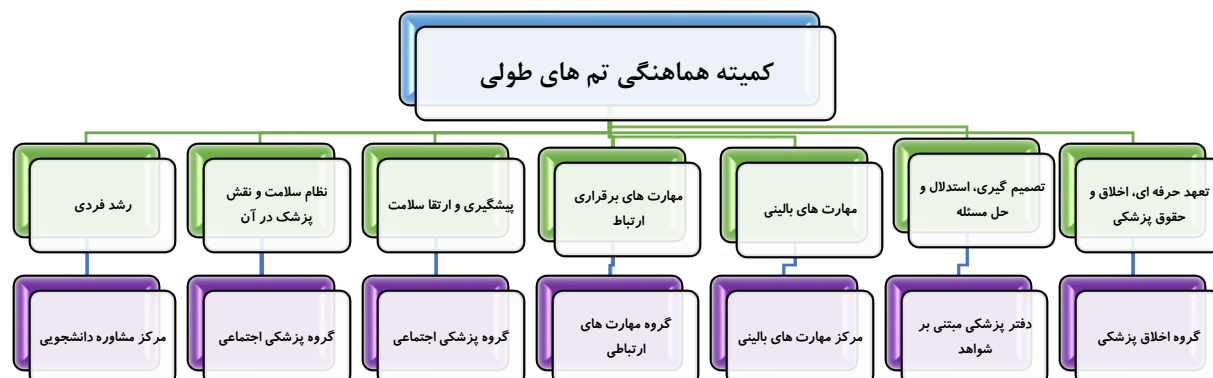 کمیته هماهنگی تم های طولی
تعهد حرفه ای، اخلاق و
حقوق پزشکی
تصمیم گیری، استدلال و
حل مسئله
مهارت های بالینی
مهارت های برقراری
ارتباط
پیشگیری و ارتقا سلامت
نظام سلامت و نقش
پزشک در آن
رشد فردی
گروه اخلاق پزشکی
دفتر پزشکی مبتنی بر
شواهد
مرکز مهارت های بالینی
گروه مهارت های
ارتباطی
گروه پزشکی اجتماعی
گروه پزشکی اجتماعی
مرکز مشاوره دانشجویی